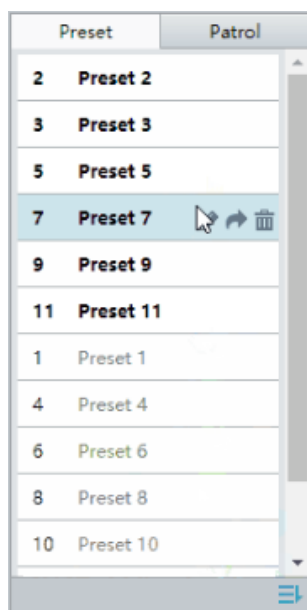 Preset Patrol
2 Preset 2
3 Preset 3
5 Preset 5
7 Preset 7
9 Preset 9
11 Preset 11
1 Preset 1
4 Preset 4
6 Preset 6
8 Preset 8
10 Preset 10